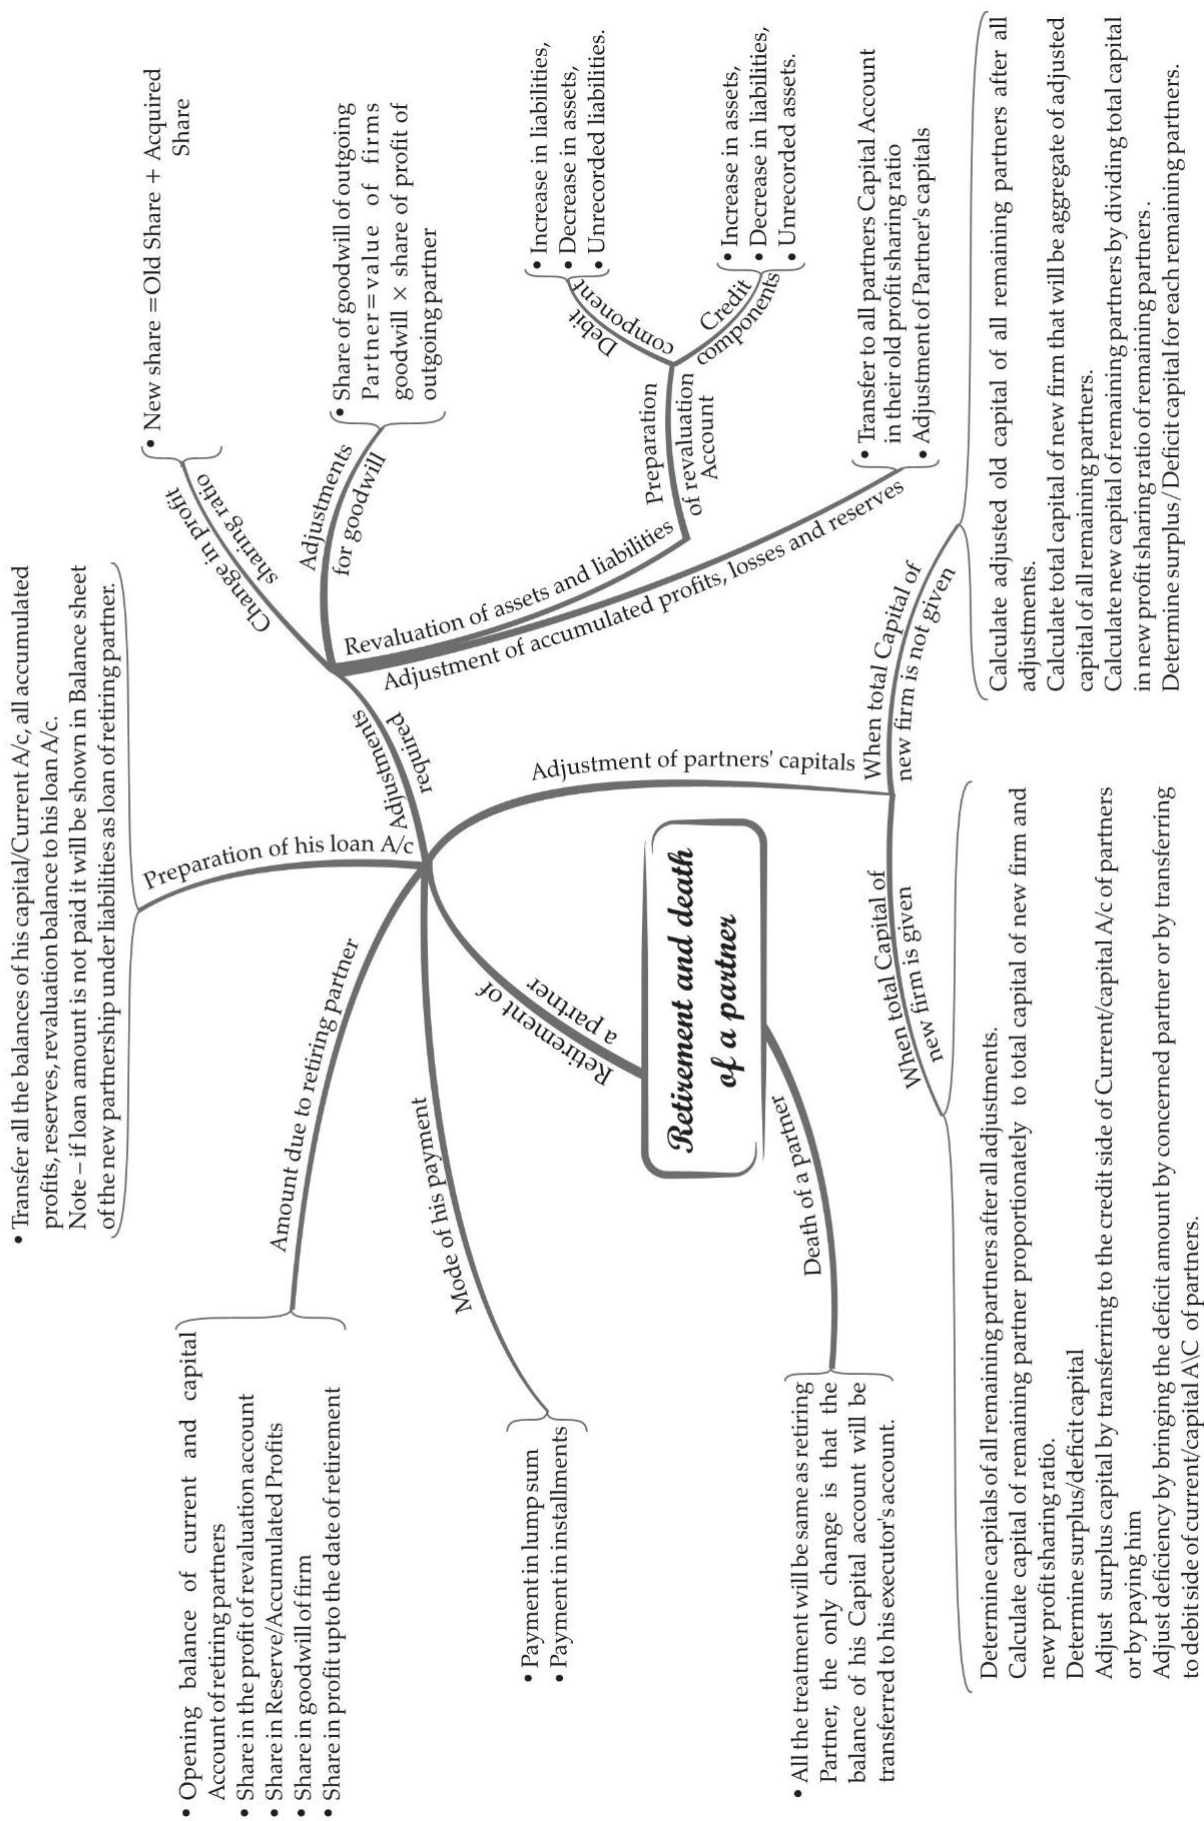 • Transfer all the balances of his capital/Current A/c, all accumulated
profits, reserves, revaluation balance to his loan A/c.
Note – if loan amount is not paid it will be shown in Balance sheet
of the new partnership under liabilities as loan of retiring partner.
Preparation of his loan A/c
• Opening balance of current and capital
Account of retiring partners
• Share in the profit of revaluation account
• Share in Reserve/Accumulated Profits
• Share in goodwill of firm
• Share in profit upto the date of retirement
Amount due to retiring partner
• Payment in lump sum
• Payment in installments
Mode of his payment
Retirement of
a partner
Retirement and death
of a partner
Death of a partner
• All the treatment will be same as retiring
Partner, the only change is that the
balance of his Capital account will be
transferred to his executor's account.
Adjustments
required
Change in profit
sharing ratio
• New share =Old Share + Acquired
Share
Adjustments
for goodwill
• Share of goodwill of outgoing
Partner=value of firms
goodwill × share of profit of
outgoing partner
Revaluation of assets and liabilities
Preparation
of revaluation
Account
Debit
component
• Increase in liabilities,
• Decrease in assets,
• Unrecorded liabilities.
Credit
components
• Increase in assets,
• Decrease in liabilities,
• Unrecorded assets.
Adjustment of accumulated profits, losses and reserves
• Transfer to all partners Capital Account
in their old profit sharing ratio
• Adjustment of Partner's capitals
Adjustment of partners' capitals
When total Capital of
new firm is not given
Calculate adjusted old capital of all remaining partners after all
adjustments.
Calculate total capital of new firm that will be aggregate of adjusted
capital of all remaining partners.
Calculate new capital of remaining partners by dividing total capital
in new profit sharing ratio of remaining partners.
Determine surplus/Deficit capital for each remaining partners.
When total Capital of
new firm is given
Determine capitals of all remaining partners after all adjustments.
Calculate capital of remaining partner proportionately to total capital of new firm and
new profit sharing ratio.
Determine surplus/deficit capital
Adjust surplus capital by transferring to the credit side of Current/capital A/c of partners
or by paying him
Adjust deficiency by bringing the deficit amount by concerned partner or by transferring
to debit side of current/capital A\C of partners.